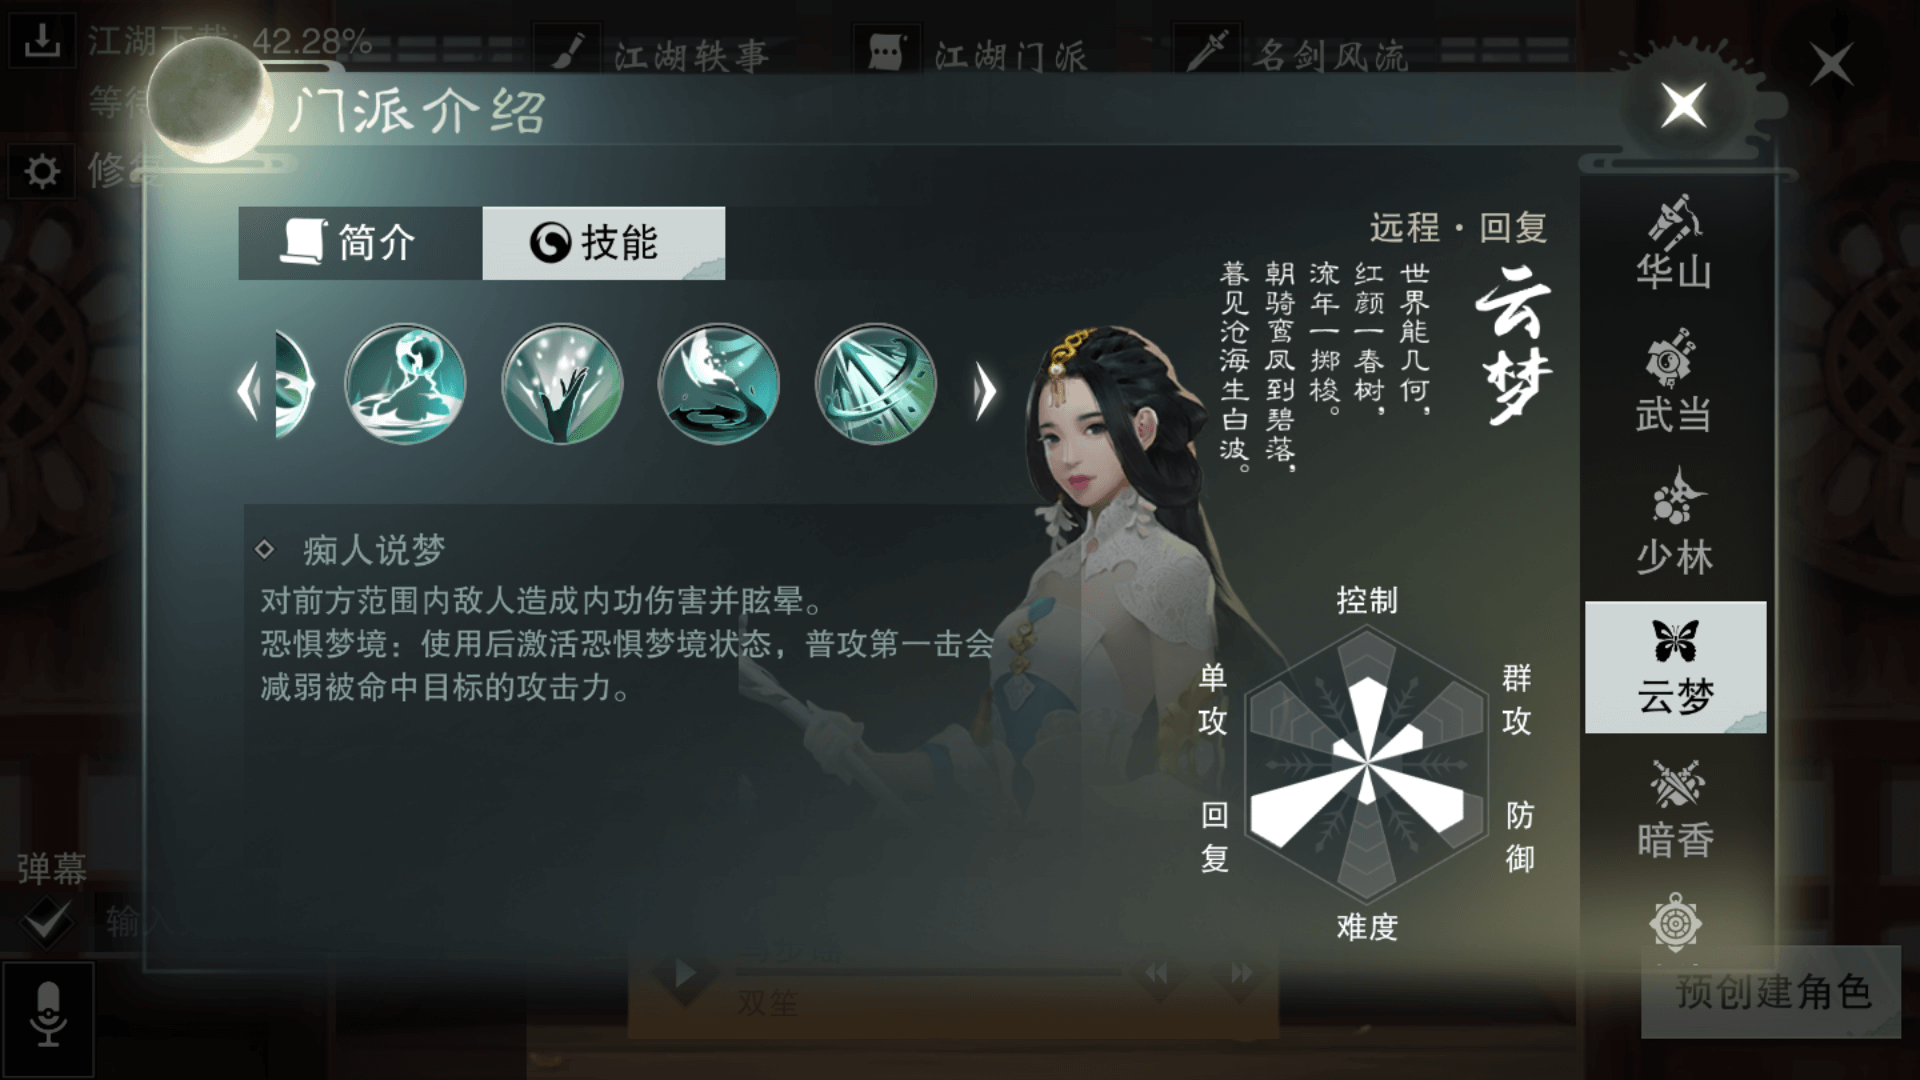 江湖下载: 42.28%
江湖轶事
江湖门派
名剑风流
门派介绍
修复
简介
技能
远程·回复
云梦
世界能几何，
红颜一春树，
流年一掷梭。
朝骑鸾凤到碧落，
暮见沧海生白波。
痴人说梦
对前方范围内敌人造成内功伤害并眩晕。
恐惧梦境：使用后激活恐惧梦境状态，普攻第一击会
减弱被命中目标的攻击力。
控制
单攻
群攻
回复
防御
难度
华山
武当
少林
云梦
暗香
弹幕
输入
双笙
预创建角色